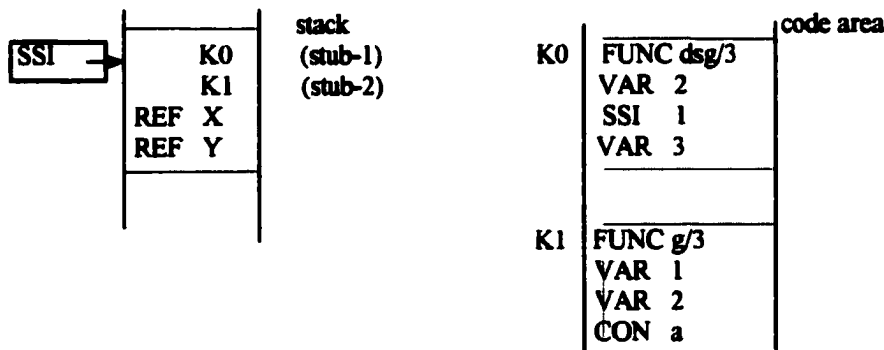 stack
code area
SSI K0 (stub-1)
K1 (stub-2)
REF X
REF Y
K0 FUNC dsg/3
VAR 2
SSI 1
VAR 3
K1 FUNC g/3
VAR 1
VAR 2
CON a